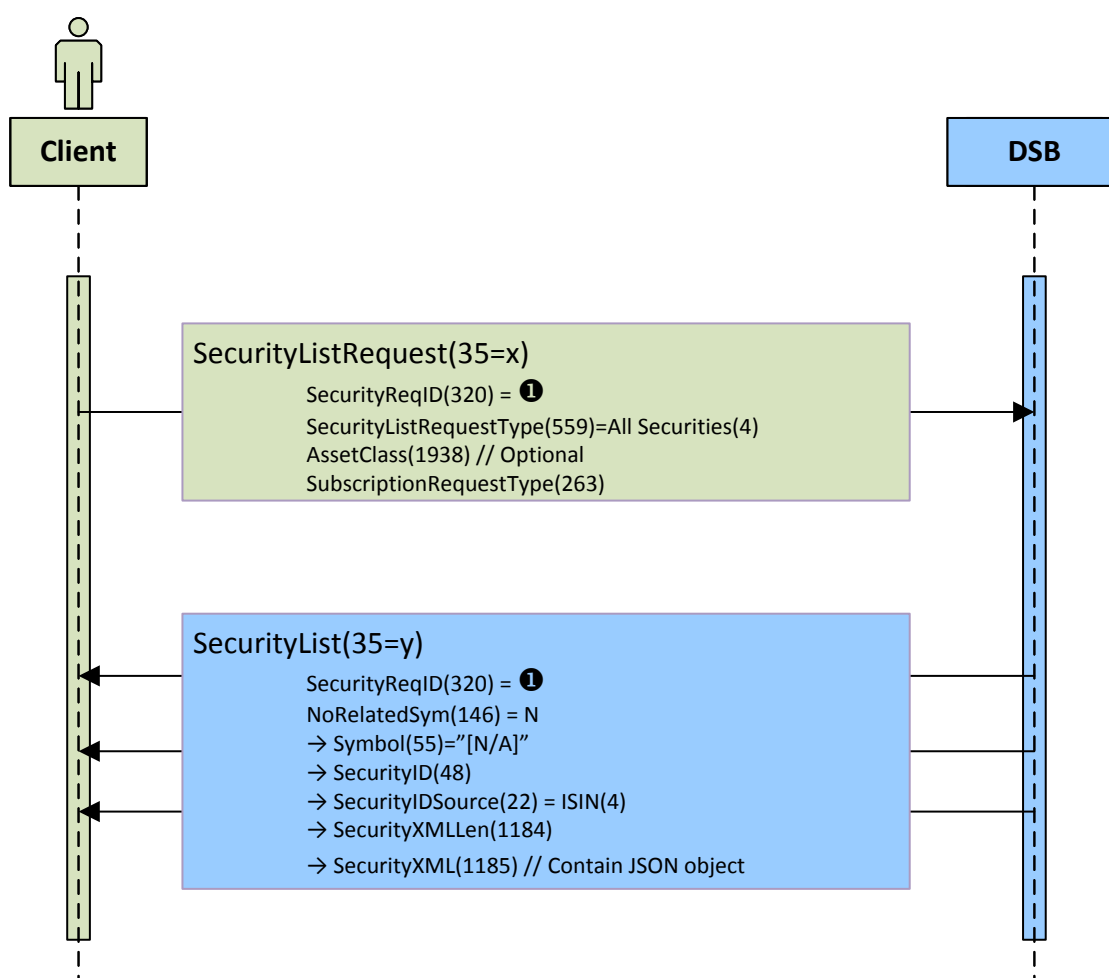 Client
DSB
SecurityListRequest(35=x)
SecurityReqID(320) = ❶
SecurityListRequestType(559)=All Securities(4)
AssetClass(1938) // Optional
SubscriptionRequestType(263)
SecurityList(35=y)
SecurityReqID(320) = ❶
NoRelatedSym(146) = N
→ Symbol(55)=”[N/A]”
→ SecurityID(48)
→ SecurityIDSource(22) = ISIN(4)
→ SecurityXMLLen(1184)
→ SecurityXML(1185) // Contain JSON object